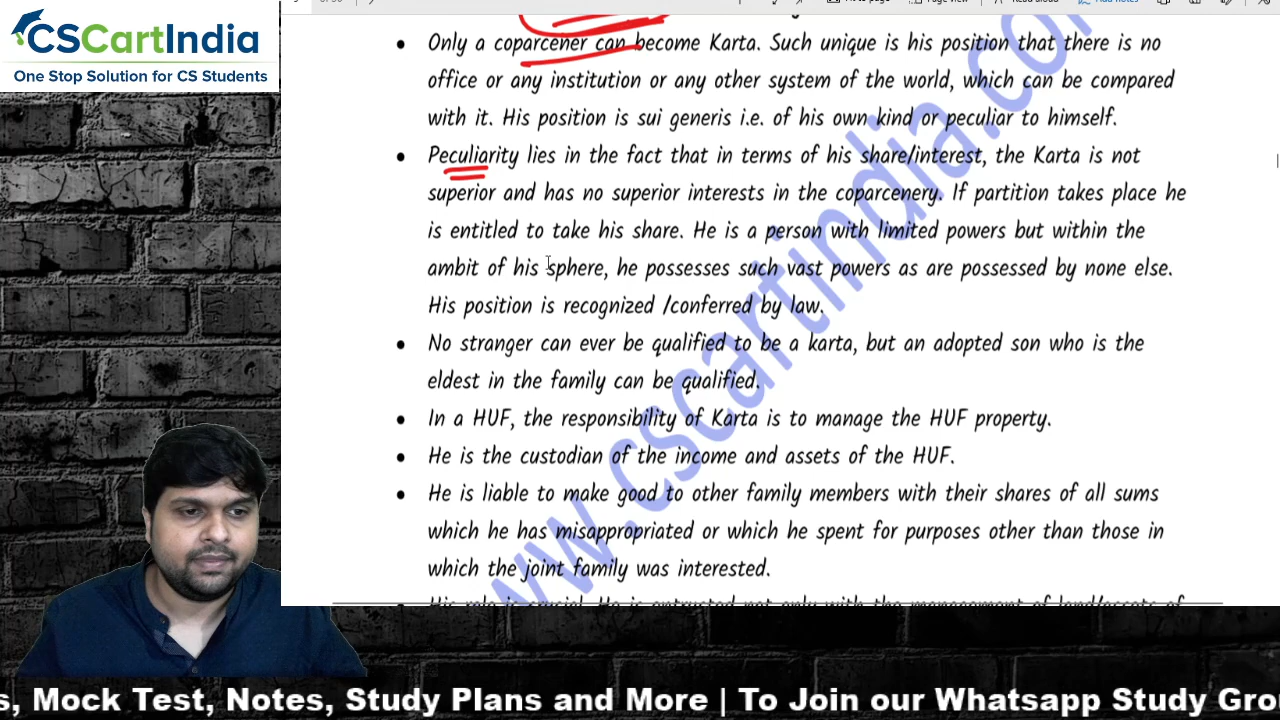 CSCartIndia
One Stop Solution for CS Students
Only a coparcener can become Karta. Such unique is his position that there is no
office or any institution or any other system of the world, which can be compared
with it. His position is sui generis i.e. of his own kind or peculiar to himself.
Peculiarity lies in the fact that in terms of his share/interest, the Karta is not
superior and has no superior interests in the coparcenery. If partition takes place he
is entitled to take his share. He is a person with limited powers but within the
ambit of his sphere, he possesses such vast powers as are possessed by none else.
His position is recognized /conferred by law.
No stranger can ever be qualified to be a karta, but an adopted son who is the
eldest in the family can be qualified.
In a HUF, the responsibility of Karta is to manage the HUF property.
He is the custodian of the income and assets of the HUF.
He is liable to make good to other family members with their shares of all sums
which he has misappropriated or which he spent for purposes other than those in
which the joint family was interested.
www.cscartindia.co
s, Mock Test, Notes, Study Plans and More | To Join our Whatsapp Study Gro